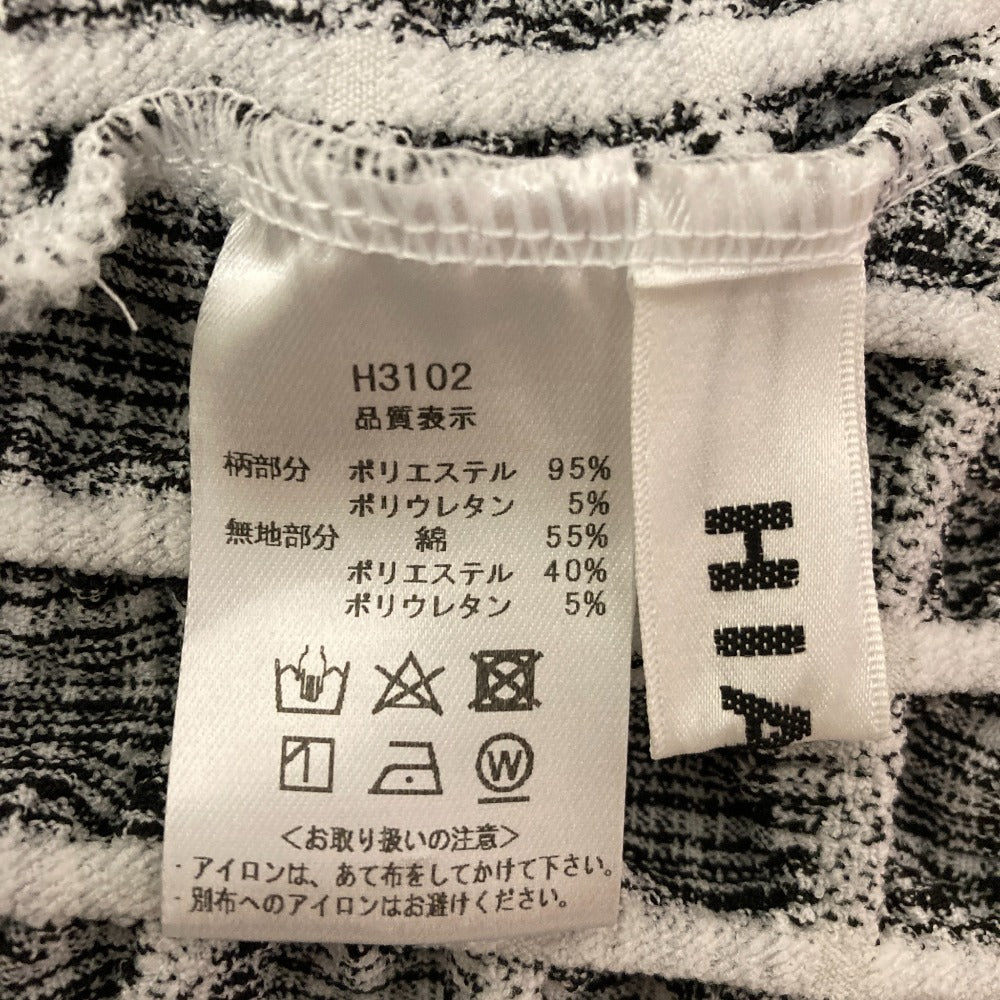 H3102
品質表示
柄部分 ポリエステル 95%
ポリウレタン 5%
無地部分 綿 55%
ポリエステル 40%
ポリウレタン 5%
W
<お取り扱いの注意>
・アイロンは、あて布をしてかけて下さい。
・別布へのアイロンはお避けください。
HIA